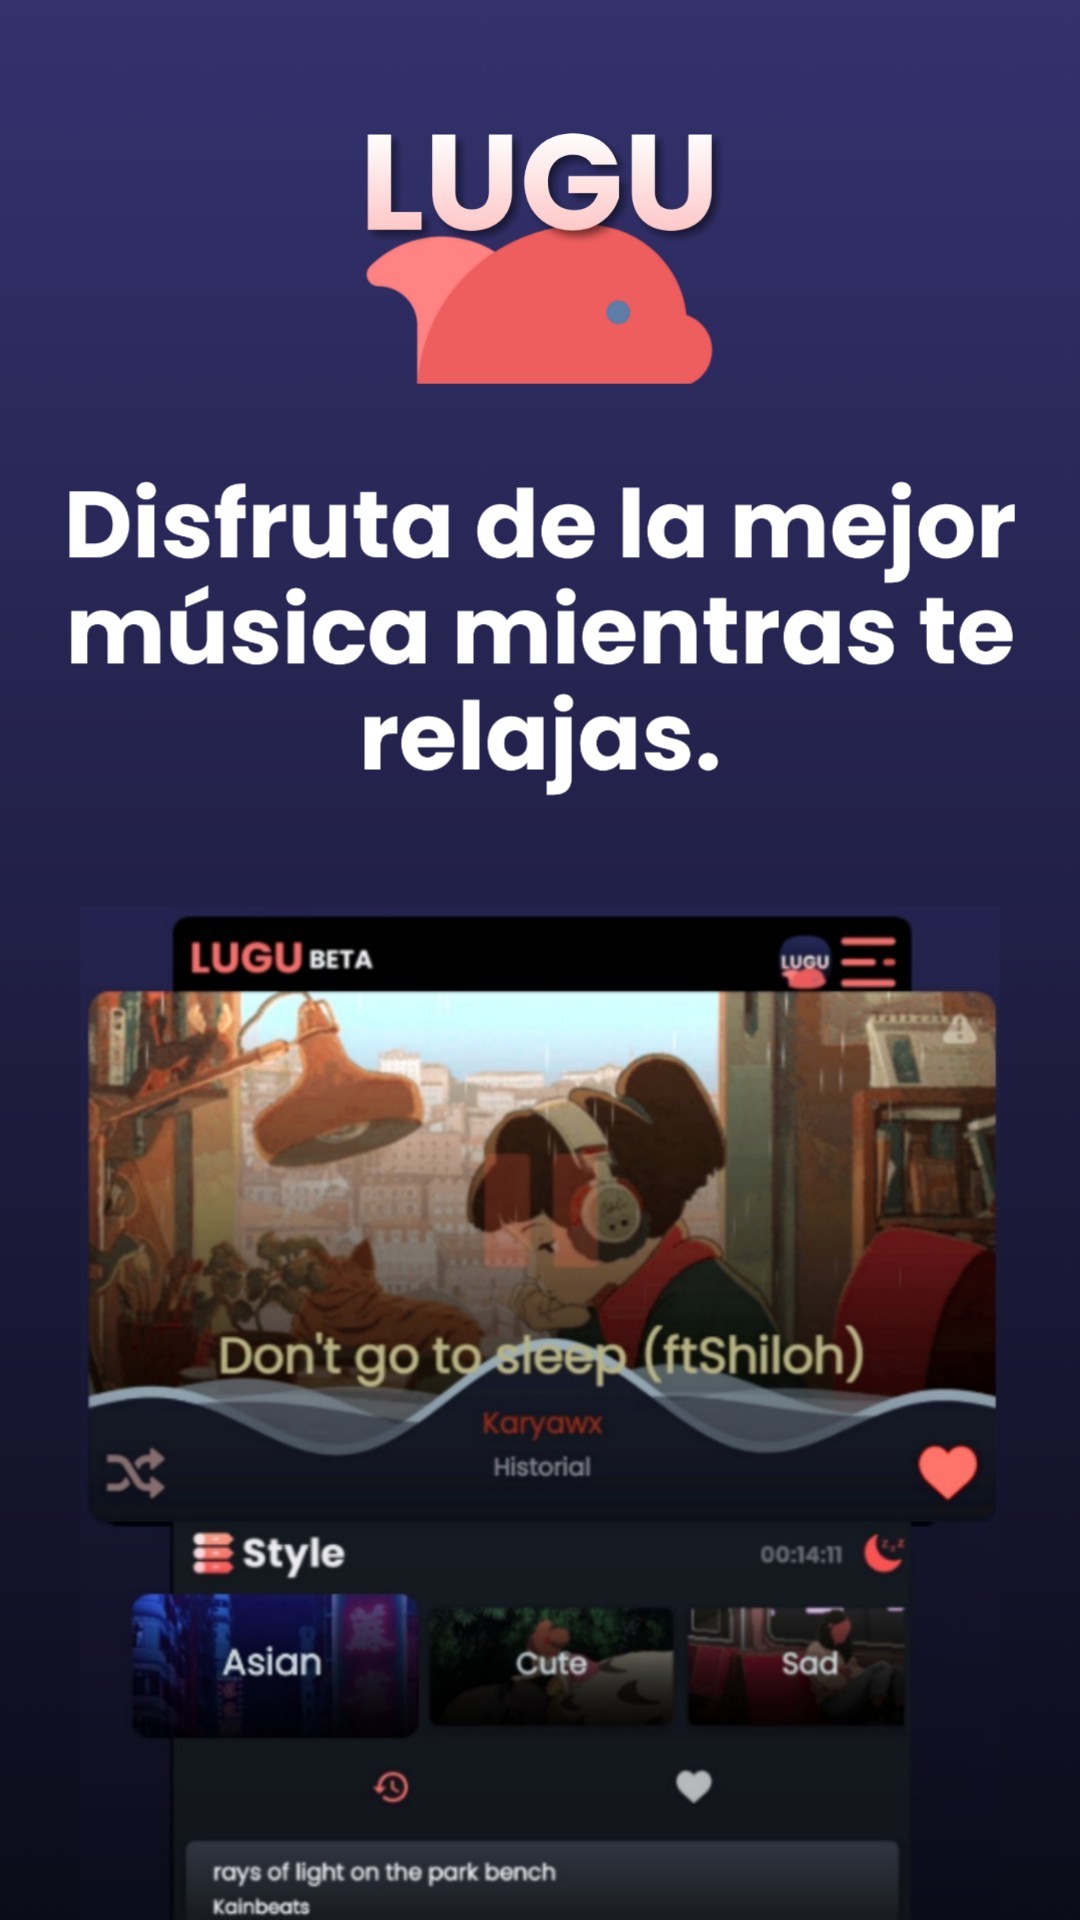 LUGU
Disfruta de la mejor
música mientras te
relajas.
LUGU BETA
LUGU
Don't go to sleep (ftShiloh)
Karyawx
Historial
Style
00:14:11
Asian
Cute
Sad
rays of light on the park bench
Kainbeats